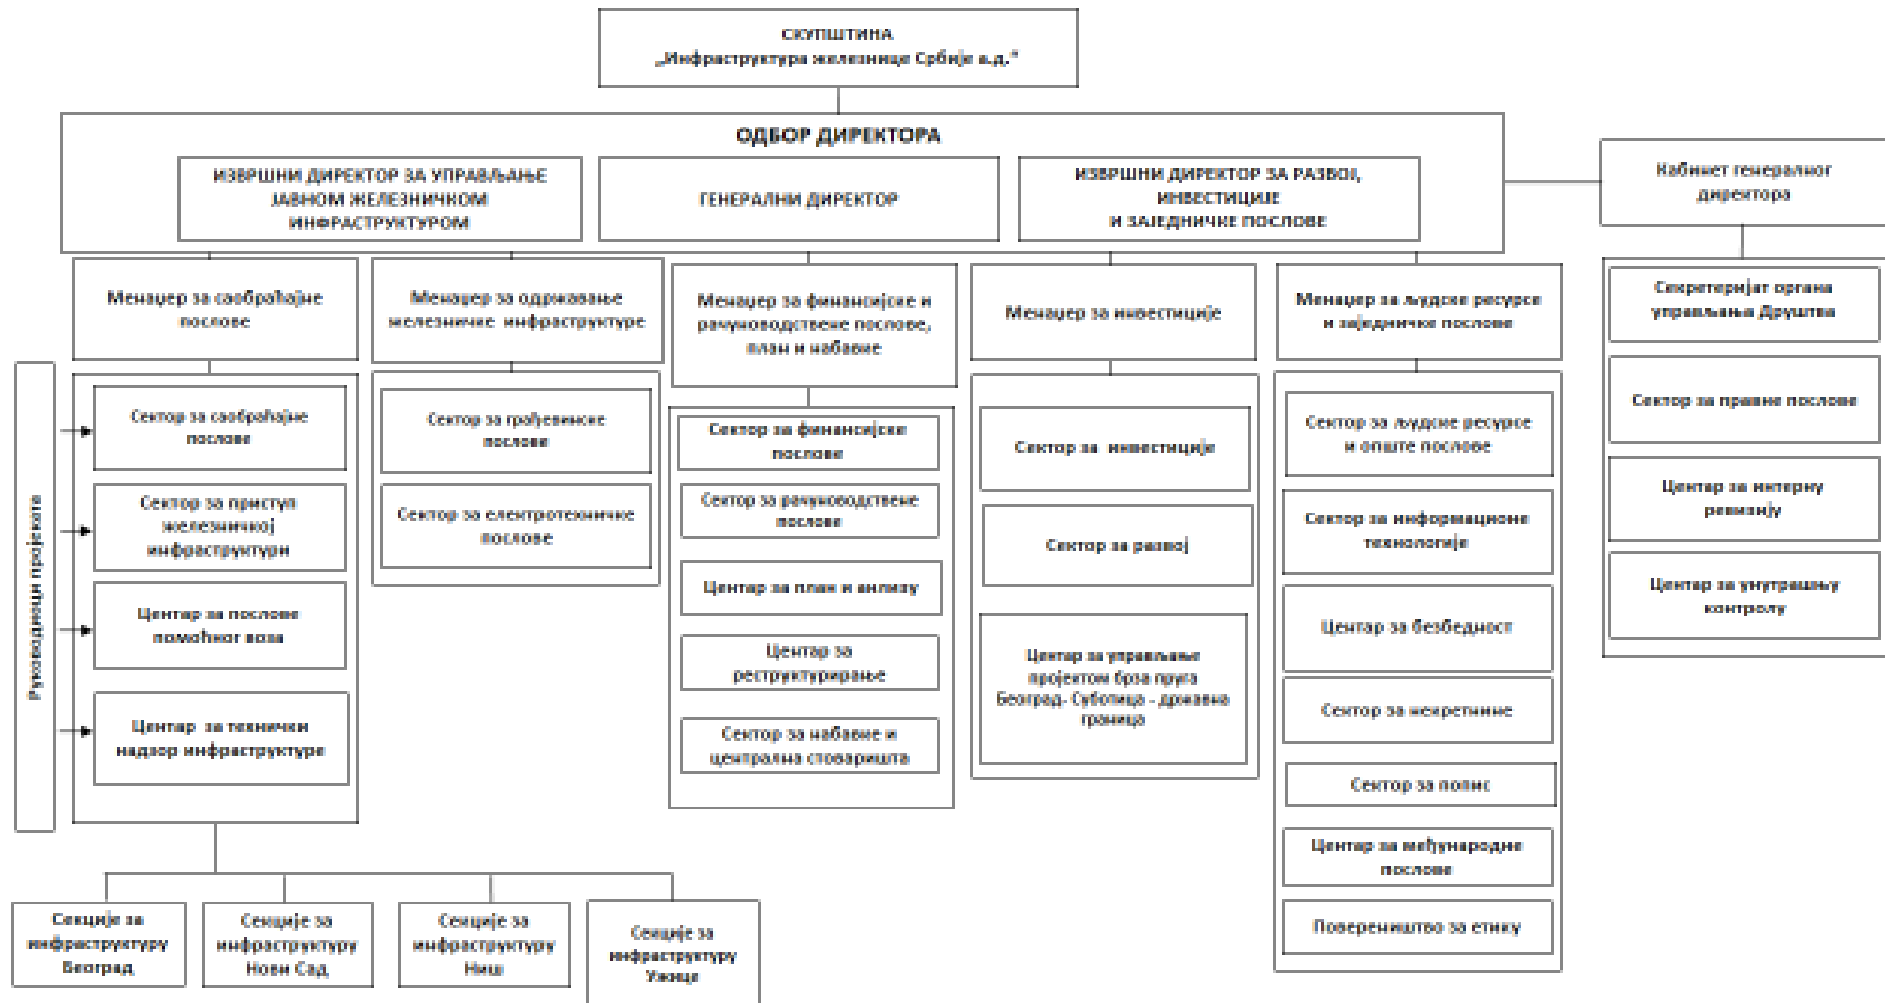 СКУПШТИНА
„Инфраструктура железнице Србије а.д.“
ОДБОР ДИРЕКТОРА
ИЗВРШНИ ДИРЕКТОР ЗА УПРАВЉАЊЕ
ЈАВНОМ ЖЕЛЕЗНИЧКОМ
ИНФРАСТРУКТУРОМ
ГЕНЕРАЛНИ ДИРЕКТОР
ИЗВРШНИ ДИРЕКТОР ЗА РАЗВОЈ,
ИНВЕСТИЦИЈЕ
И ЗАЈЕДНИЧКЕ ПОСЛОВЕ
Кабинет генералног
директора
Менаџер за саобраћајне
послове
Менаџер за одржавање
железничке инфраструктуре
Менаџер за финансијске и
рачуноводствене послове,
план и набавке
Менаџер за инвестиције
Менаџер за људске ресурсе
и заједничке послове
Секретеријат органа
управљања Друштва
Сектор за правне послове
Центар за интерну
ревизију
Центар за унутрашњу
контролу
Руководиоци пројеката
Сектор за саобраћајне
послове
Сектор за приступ
железничкој
инфраструктури
Центар за послове
помоћног воза
Центар за технички
надзор инфраструктуре
Сектор за грађевинске
послове
Сектор за електротехничке
послове
Сектор за финансијске
послове
Сектор за рачуноводствене
послове
Центар за план и анализу
Центар за
реструктурирање
Сектор за набавке и
централна стоваришта
Сектор за инвестиције
Сектор за развој
Центар за управљање
пројектом брза пруга
Београд- Суботица - државна
граница
Сектор за људске ресурсе
и опште послове
Сектор за информационе
технологије
Центар за безбедност
Сектор за некретнине
Сектор за попис
Центар за међународне
послове
Повереништво за етику
Секције за
инфраструктуру
Београд
Секције за
инфраструктуру
Нови Сад
Секције за
инфраструктуру
Ниш
Секције за
инфраструктуру
Ужице